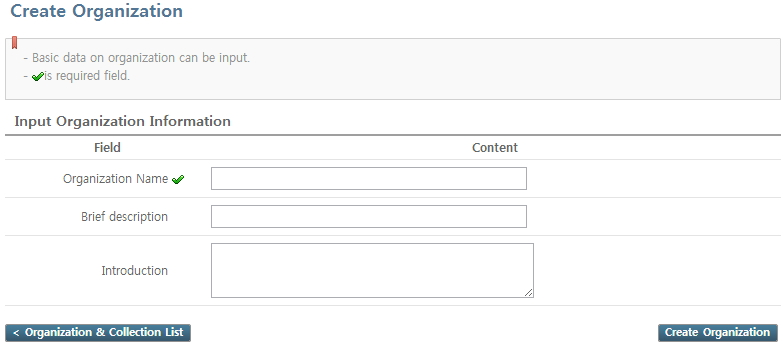 Create Organization
- Basic data on organization can be input.
- is required field.
Input Organization Information
Field Content
Organization Name
Brief description
Introduction
< Organization & Collection List Create Organization